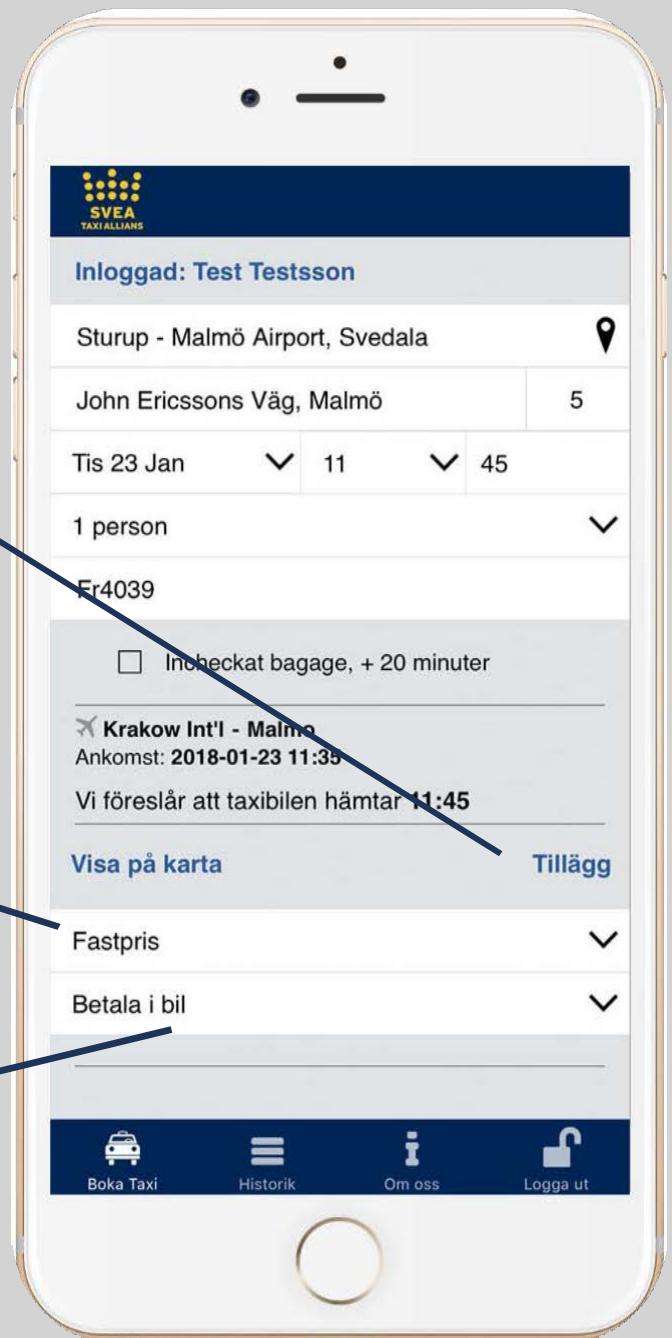 SVEA
TAXI ALLIANS
Inloggad: Test Testsson
Sturup - Malmö Airport, Svedala
John Ericssons Väg, Malmö 5
Tis 23 Jan 11 45
1 person
Fr4039
Incheckat bagage, + 20 minuter
Krakow Int'l - Malmo
Ankomst: 2018-01-23 11:35
Vi föreslår att taxibilen hämtar 11:45
Visa på karta Tillägg
Fastpris
Betala i bil
Boka Taxi Historik Om oss Logga ut